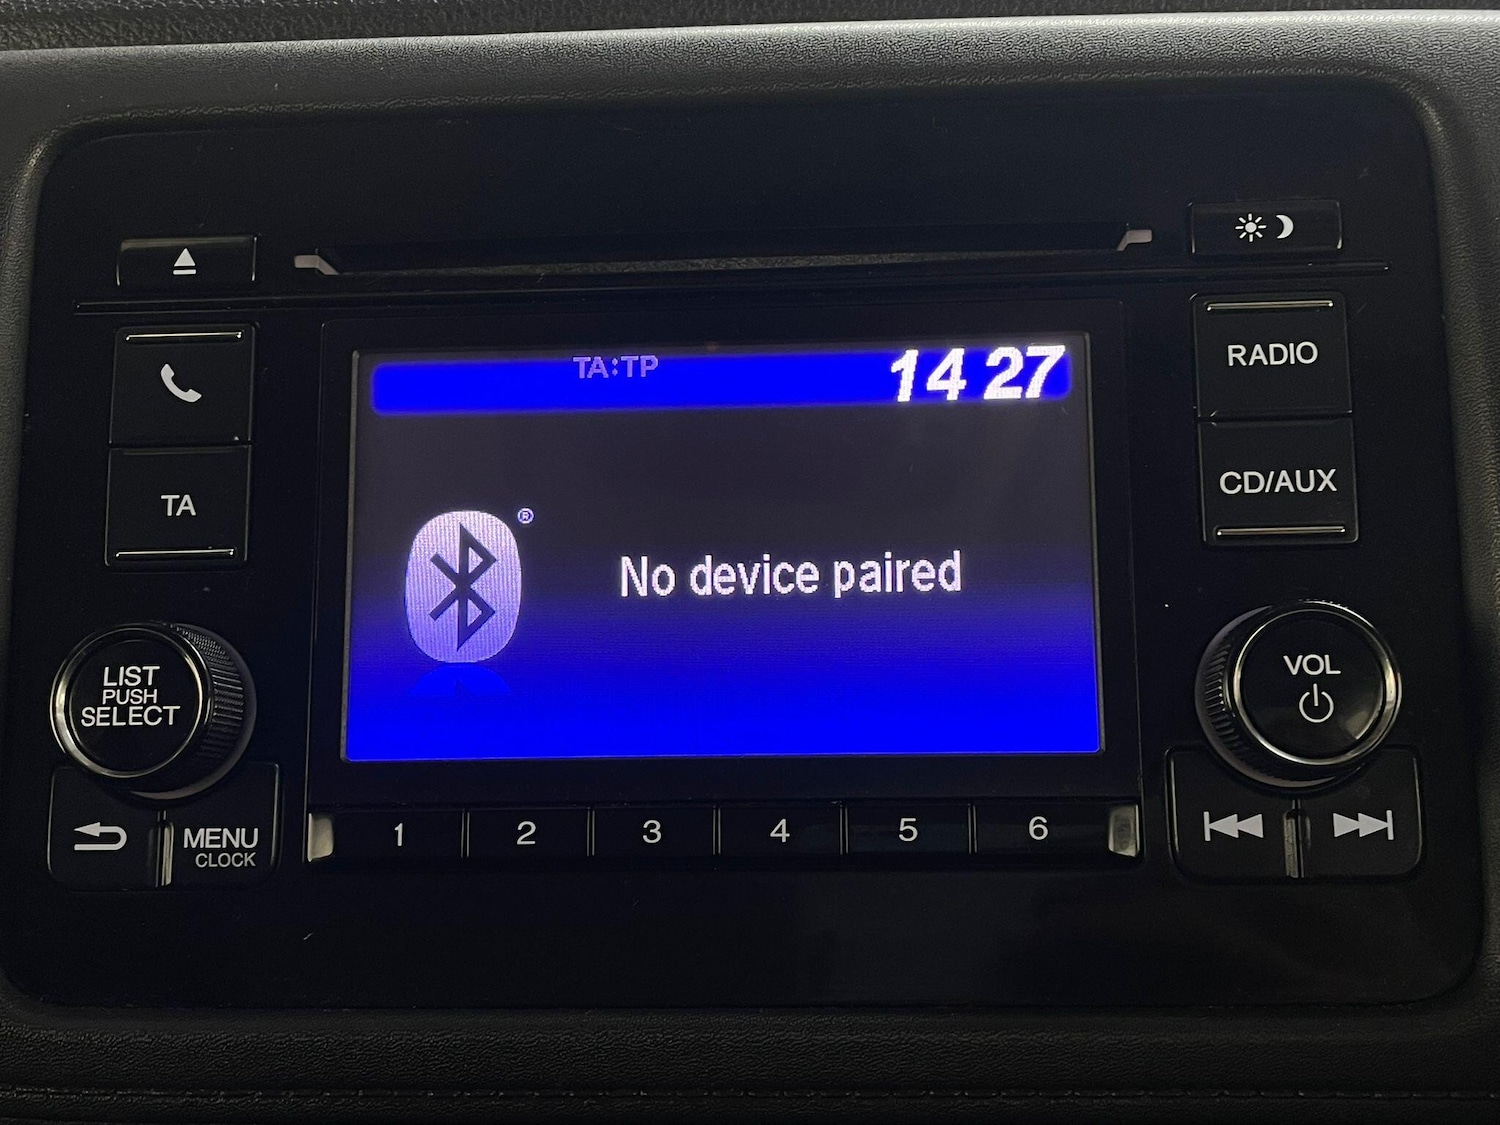 TA:TP
14 27
RADIO
CD/AUX
TA
®
No device paired
LIST
PUSH
SELECT
VOL
MENU
CLOCK
1 2 3 4 5 6